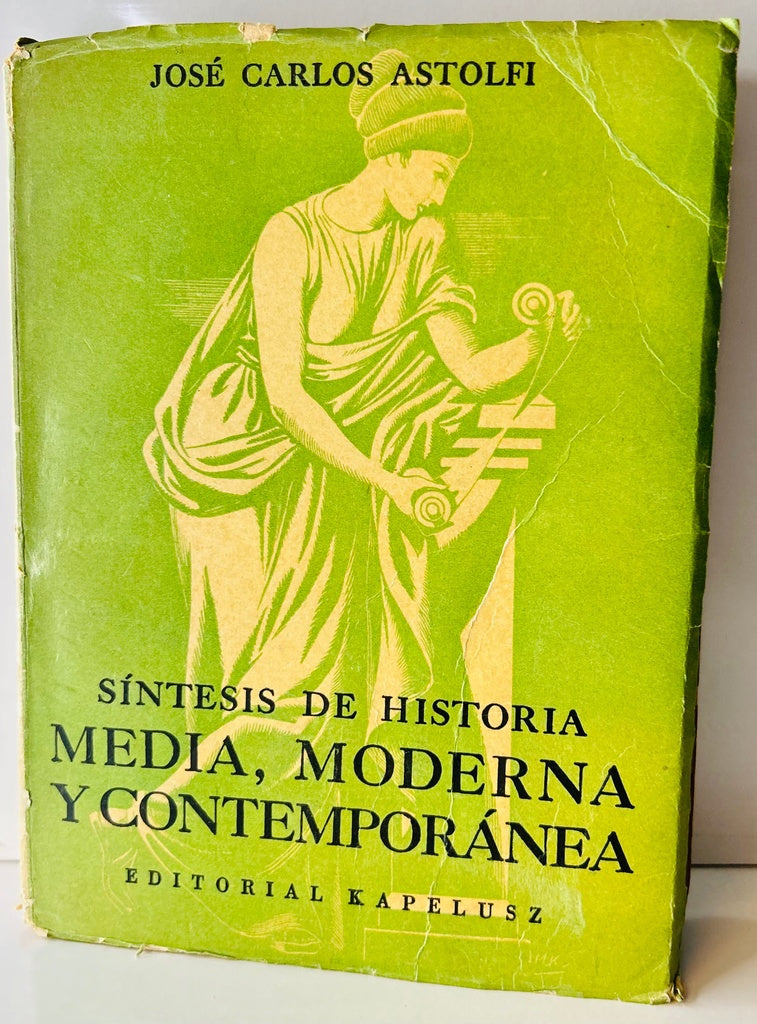 JOSÉ CARLOS ASTOLFI
SÍNTESIS DE HISTORIA
MEDIA, MODERNA
Y CONTEMPORÁNEA
EDITORIAL KAPELUSZ